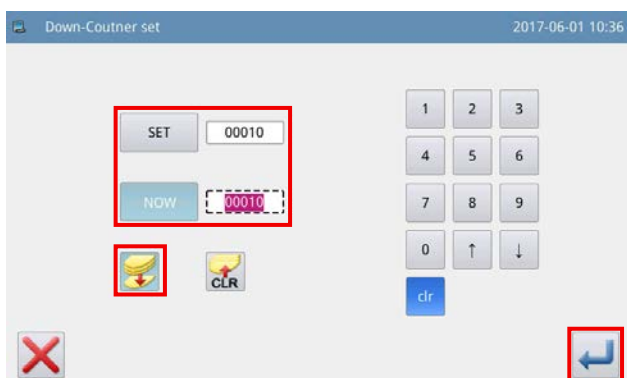 Down-Coutner set 2017-06-01 10:36
SET 00010
NOW 00010
CLR
1 2 3
4 5 6
7 8 9
0 ↑ ↓
clr